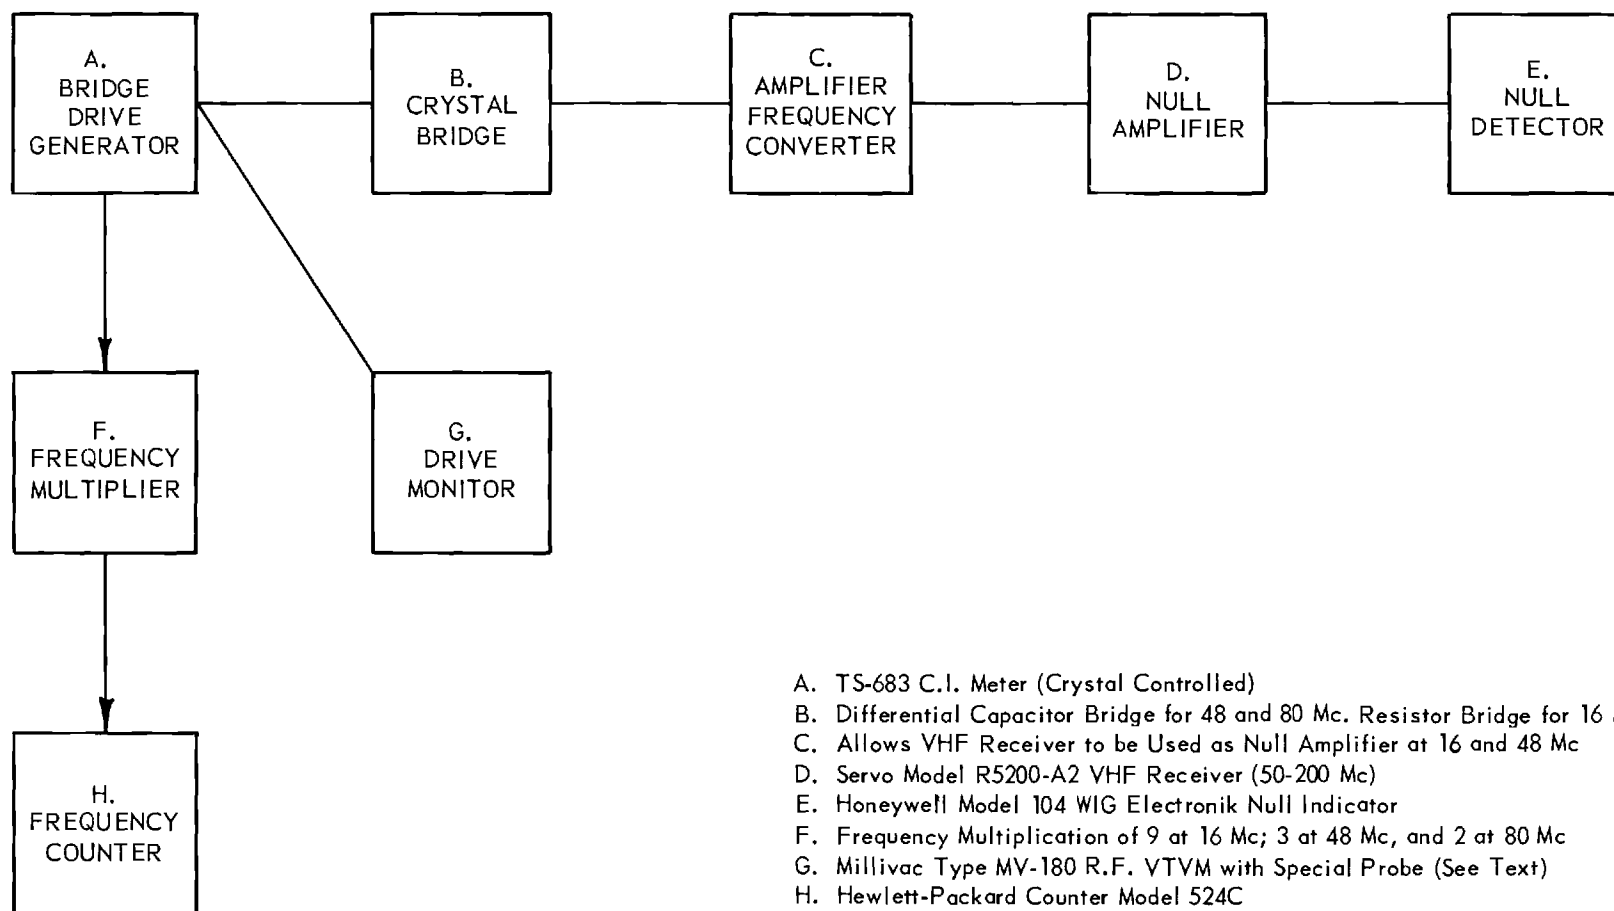 A.
BRIDGE
DRIVE
GENERATOR
B.
CRYSTAL
BRIDGE
C.
AMPLIFIER
FREQUENCY
CONVERTER
D.
NULL
AMPLIFIER
E.
NULL
DETECTOR
F.
FREQUENCY
MULTIPLIER
G.
DRIVE
MONITOR
H.
FREQUENCY
COUNTER
A. TS-683 C.I. Meter (Crystal Controlled)
B. Differential Capacitor Bridge for 48 and 80 Mc. Resistor Bridge for 16
C. Allows VHF Receiver to be Used as Null Amplifier at 16 and 48 Mc
D. Servo Model R5200-A2 VHF Receiver (50-200 Mc)
E. Honeywell Model 104 WIG Electronik Null Indicator
F. Frequency Multiplication of 9 at 16 Mc; 3 at 48 Mc, and 2 at 80 Mc
G. Millivac Type MV-180 R.F. VTVM with Special Probe (See Text)
H. Hewlett-Packard Counter Model 524C